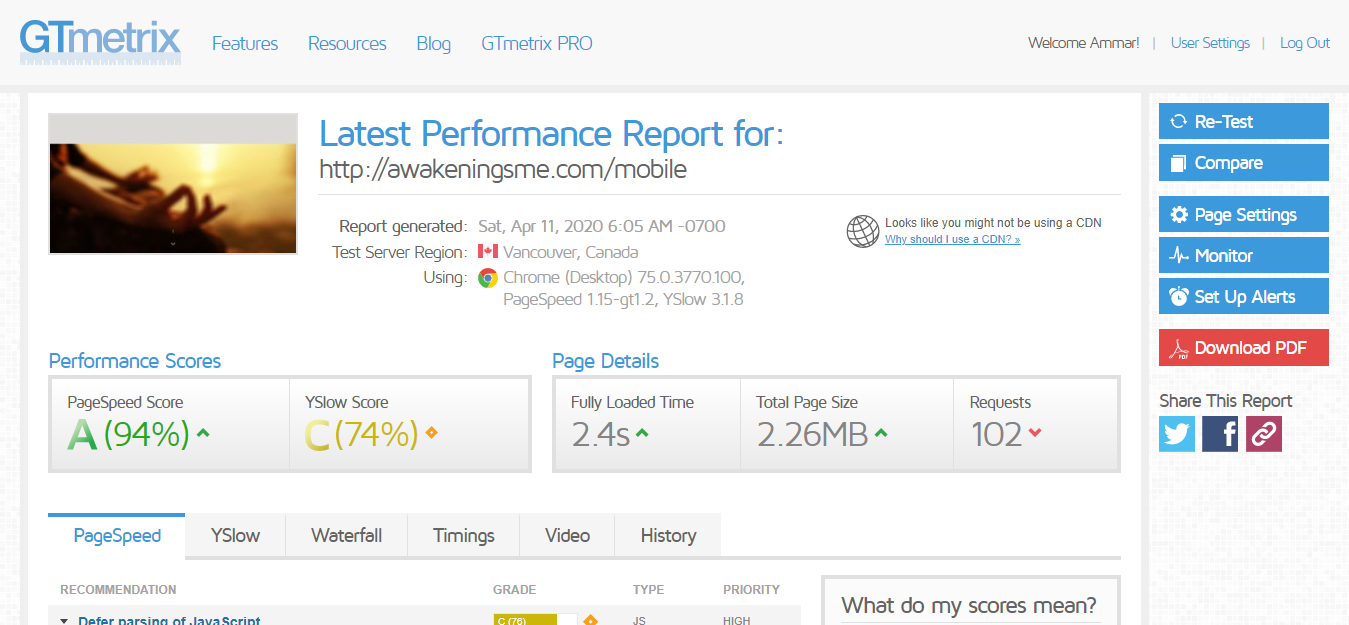 GTmetrix
Features Resources Blog GTmetrix PRO
Welcome Ammar! | User Settings | Log Out
Latest Performance Report for:
http://awakeningsme.com/mobile
Report generated: Sat, Apr 11, 2020 6:05 AM -0700
Test Server Region: Vancouver, Canada
Using: Chrome (Desktop) 75.0.3770.100,
PageSpeed 1.15-gt1.2, YSlow 3.1.8
Looks like you might not be using a CDN
Why should I use a CDN? »
Re-Test
Compare
Page Settings
Monitor
Set Up Alerts
PDF Download PDF
Share This Report
Performance Scores
PageSpeed Score
A (94%)
YSlow Score
C (74%)
Page Details
Fully Loaded Time
2.4s
Total Page Size
2.26MB
Requests
102
PageSpeed YSlow Waterfall Timings Video History
RECOMMENDATION GRADE TYPE PRIORITY
Defer parsing of JavaScript C (76) JS HIGH
What do my scores mean?